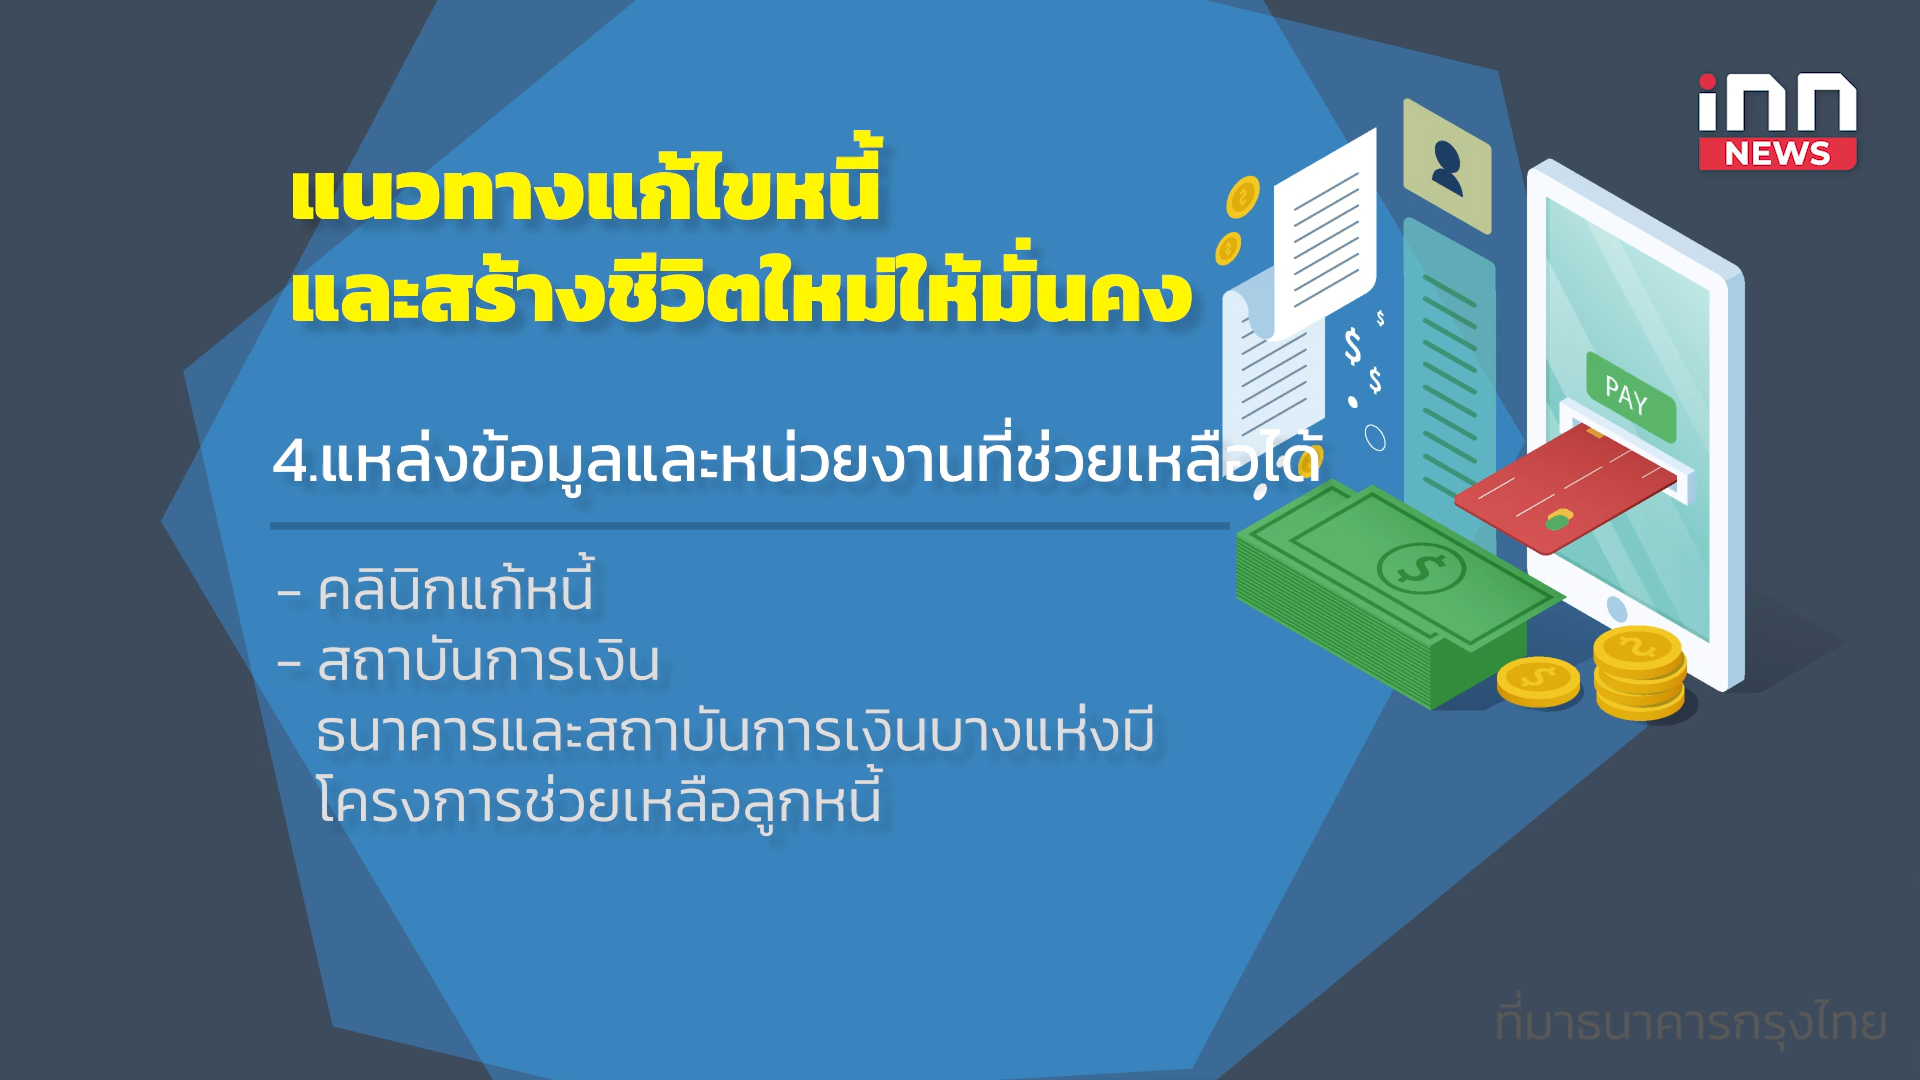 inn
NEWS
แนวทางแก้ไขหนี้
และสร้างชีวิตใหม่ให้มั่นคง
PAY
4.แหล่งข้อมูลและหน่วยงานที่ช่วยเหลือได้
- คลินิกแก้หนี้
- สถาบันการเงิน
ธนาคารและสถาบันการเงินบางแห่งมี
โครงการช่วยเหลือลูกหนี้
ที่มาธนาคารกรุงไทย